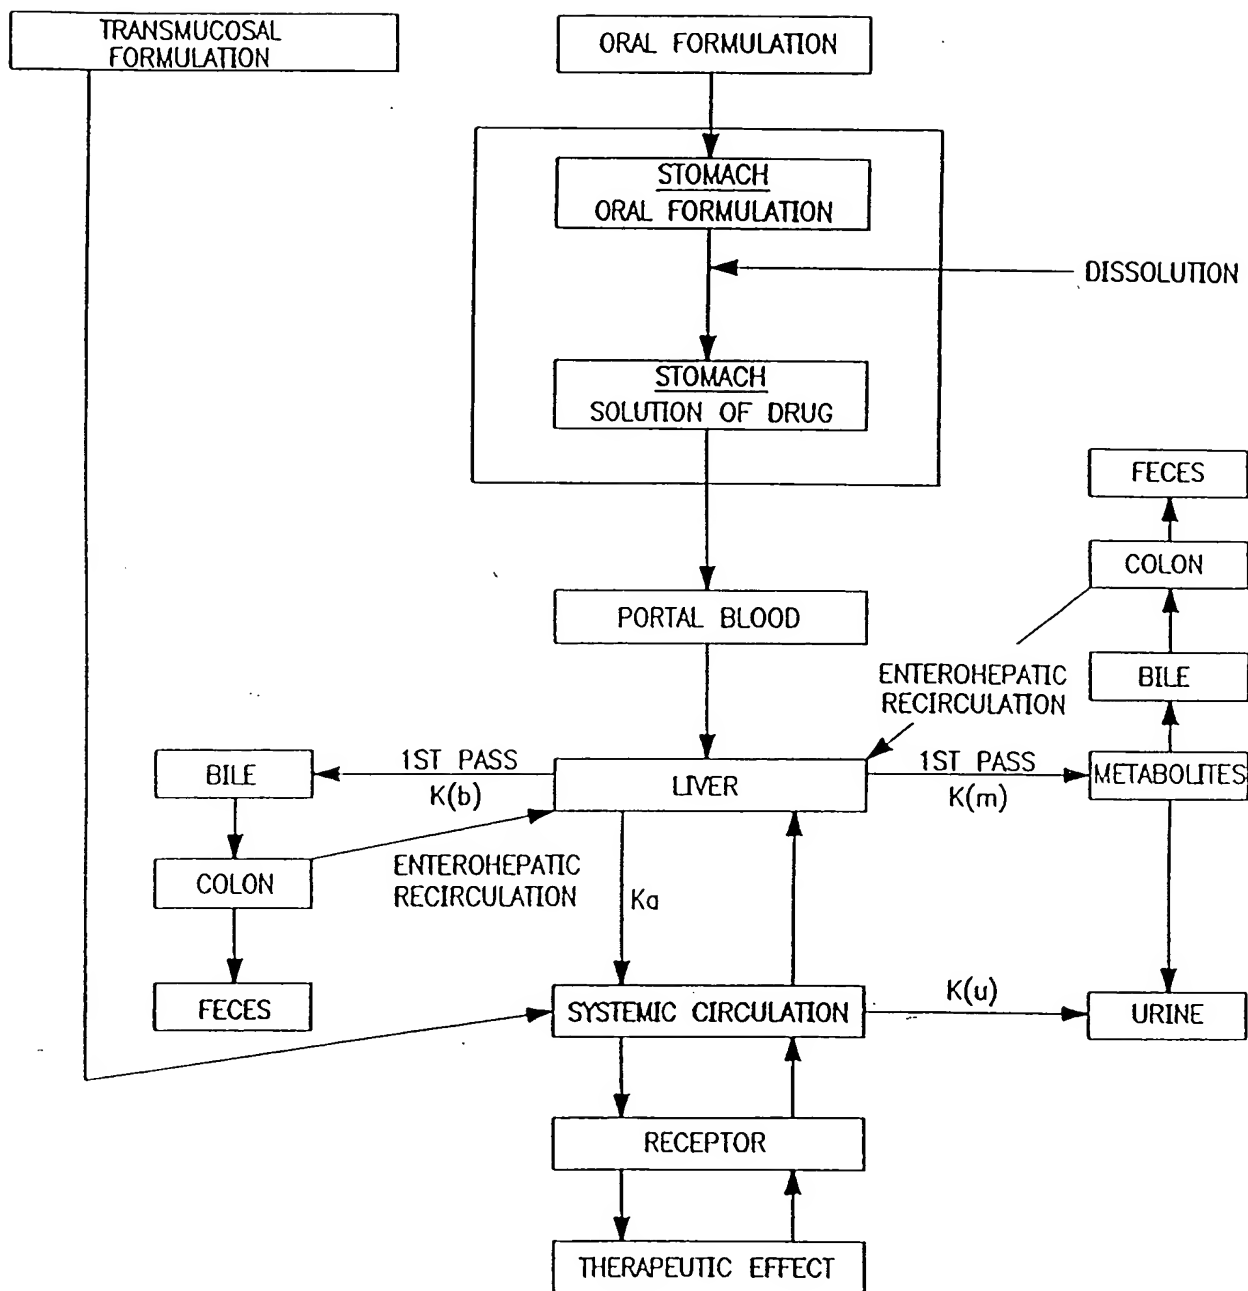 TRANSMUCOSAL
FORMULATION
ORAL FORMULATION
STOMACH
ORAL FORMULATION
DISSOLUTION
STOMACH
SOLUTION OF DRUG
FECES
COLON
PORTAL BLOOD
ENTEROHEPATIC
RECIRCULATION
BILE
BILE
1ST PASS
K(b)
LIVER
1ST PASS
K(m)
METABOLITES
COLON
ENTEROHEPATIC
RECIRCULATION
Ka
FECES
SYSTEMIC CIRCULATION
K(u)
URINE
RECEPTOR
THERAPEUTIC EFFECT